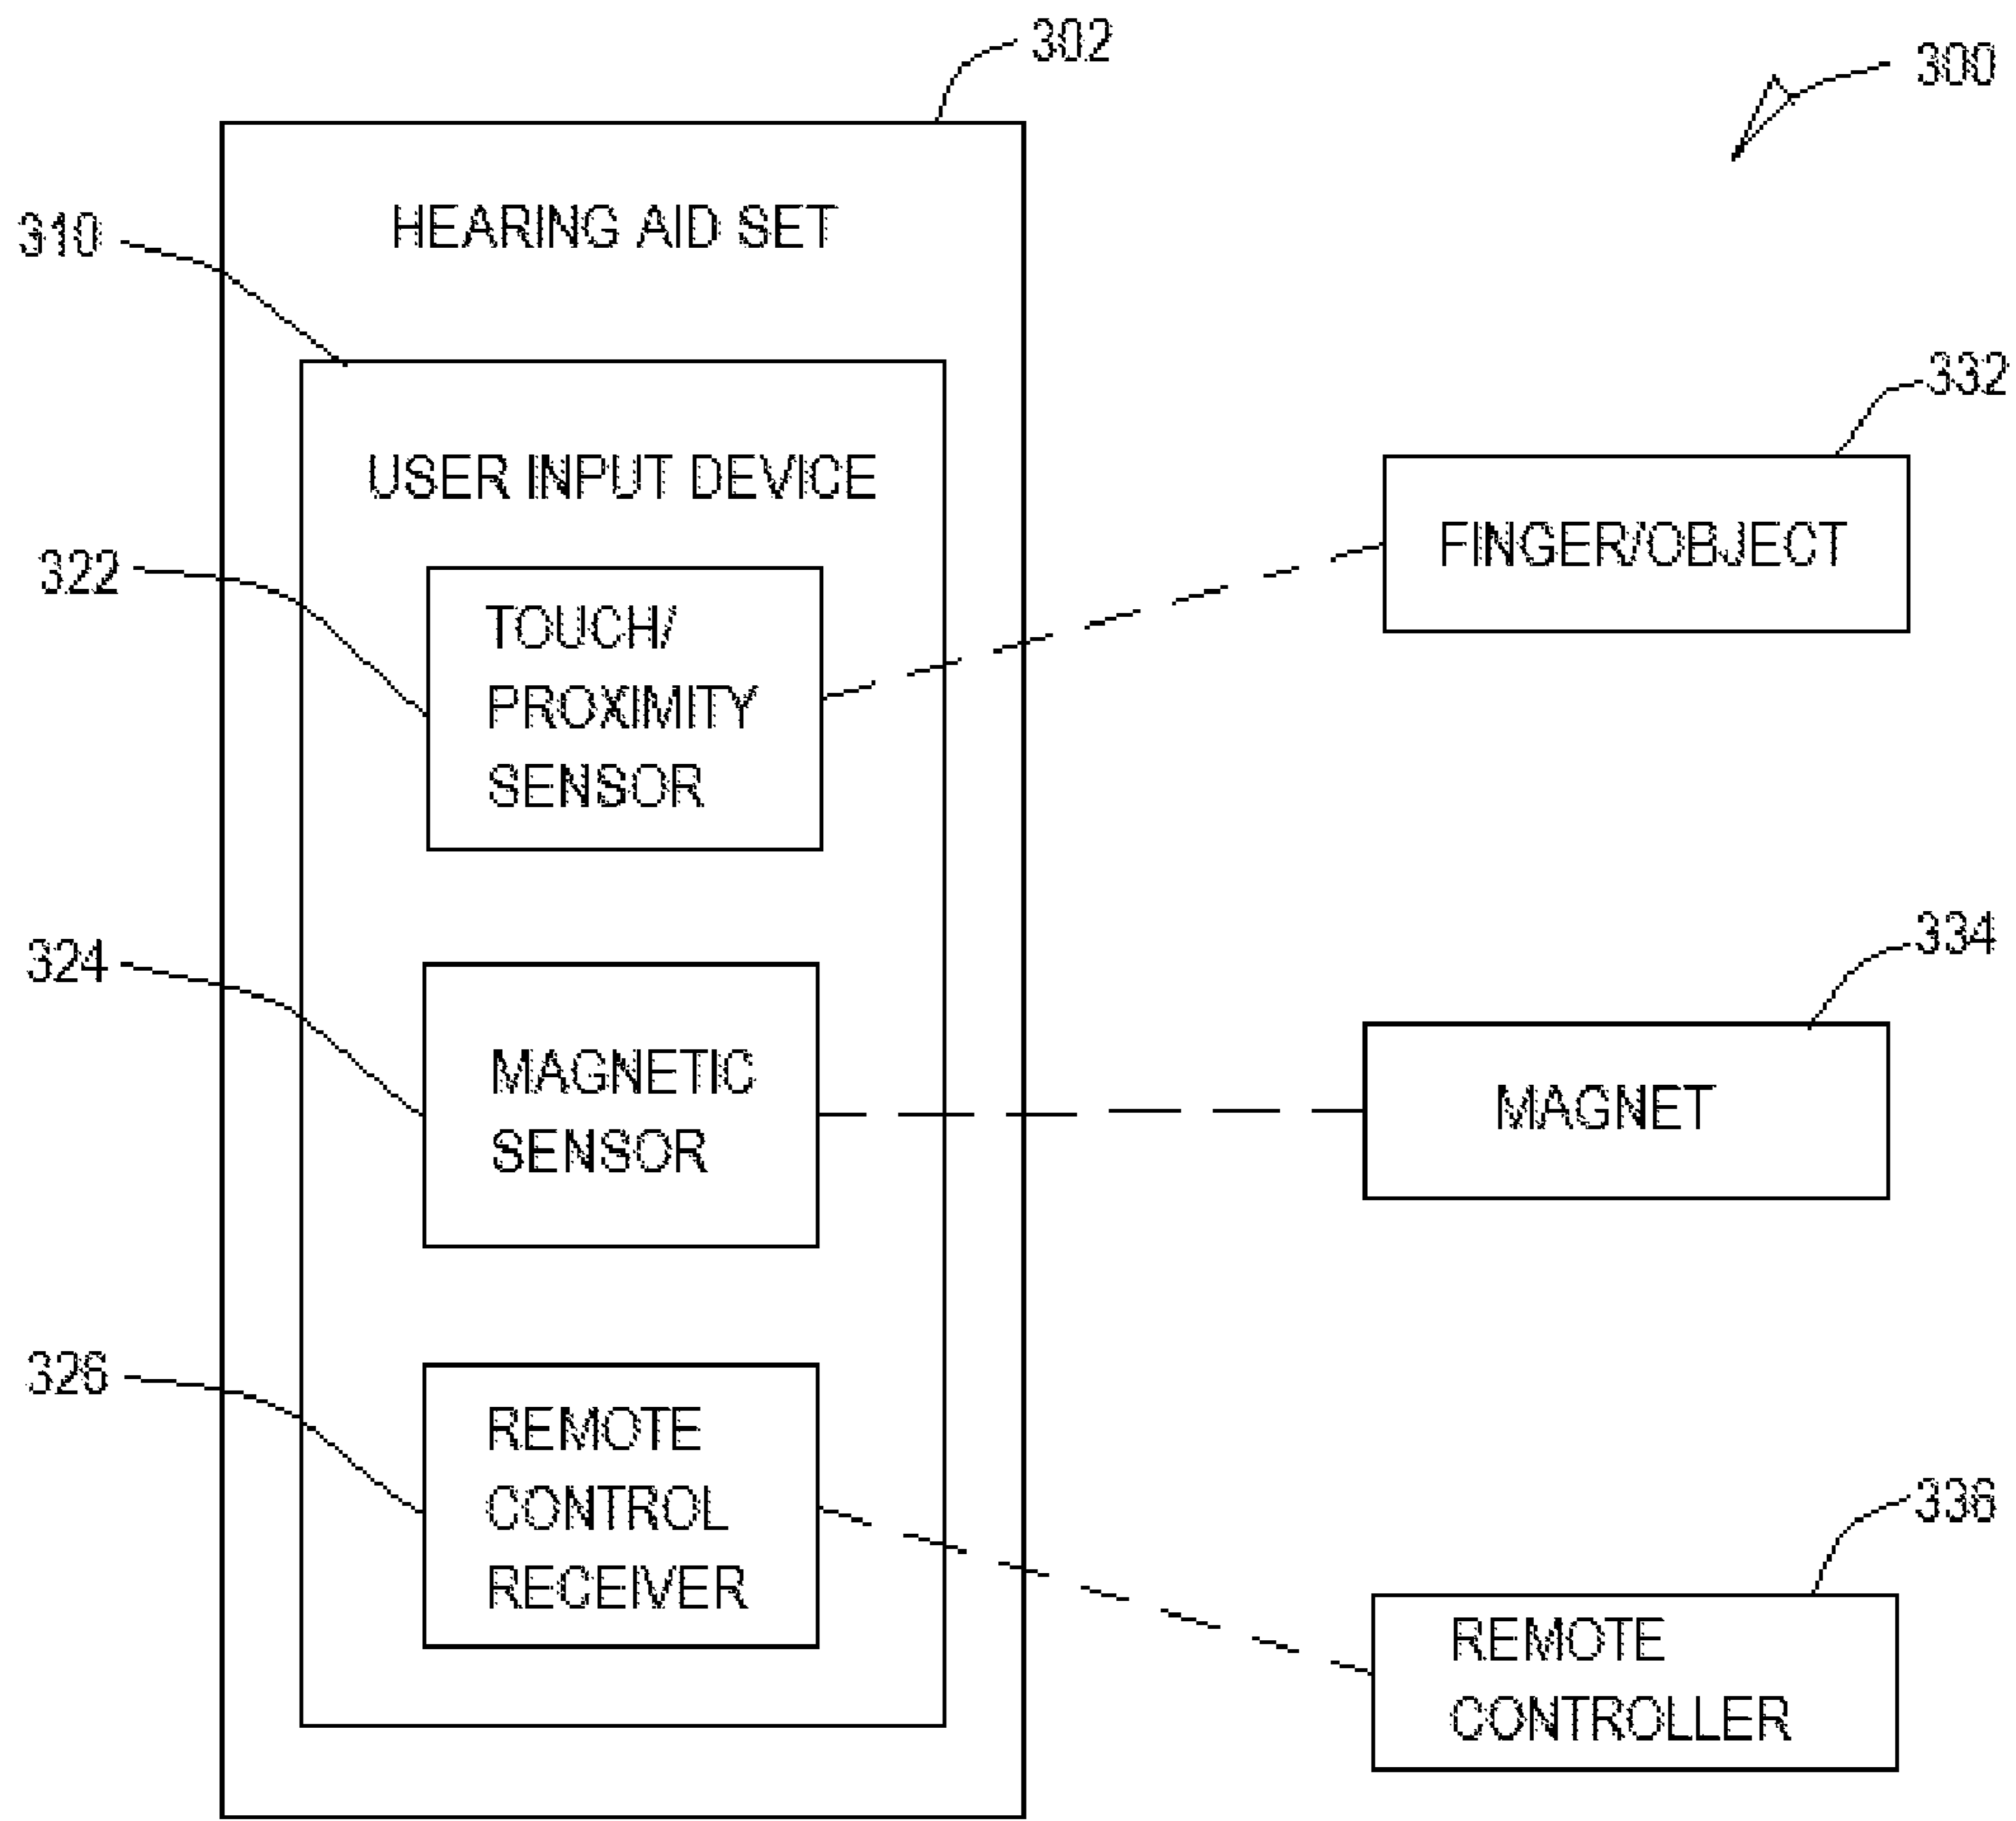 302
300
310
HEARING AID SET
332
USER INPUT DEVICE
FINGER/OBJECT
322
TOUCH/
PROXIMITY
SENSOR
324
334
MAGNETIC
SENSOR
MAGNET
326
REMOTE
CONTROL
RECEIVER
336
REMOTE
CONTROLLER